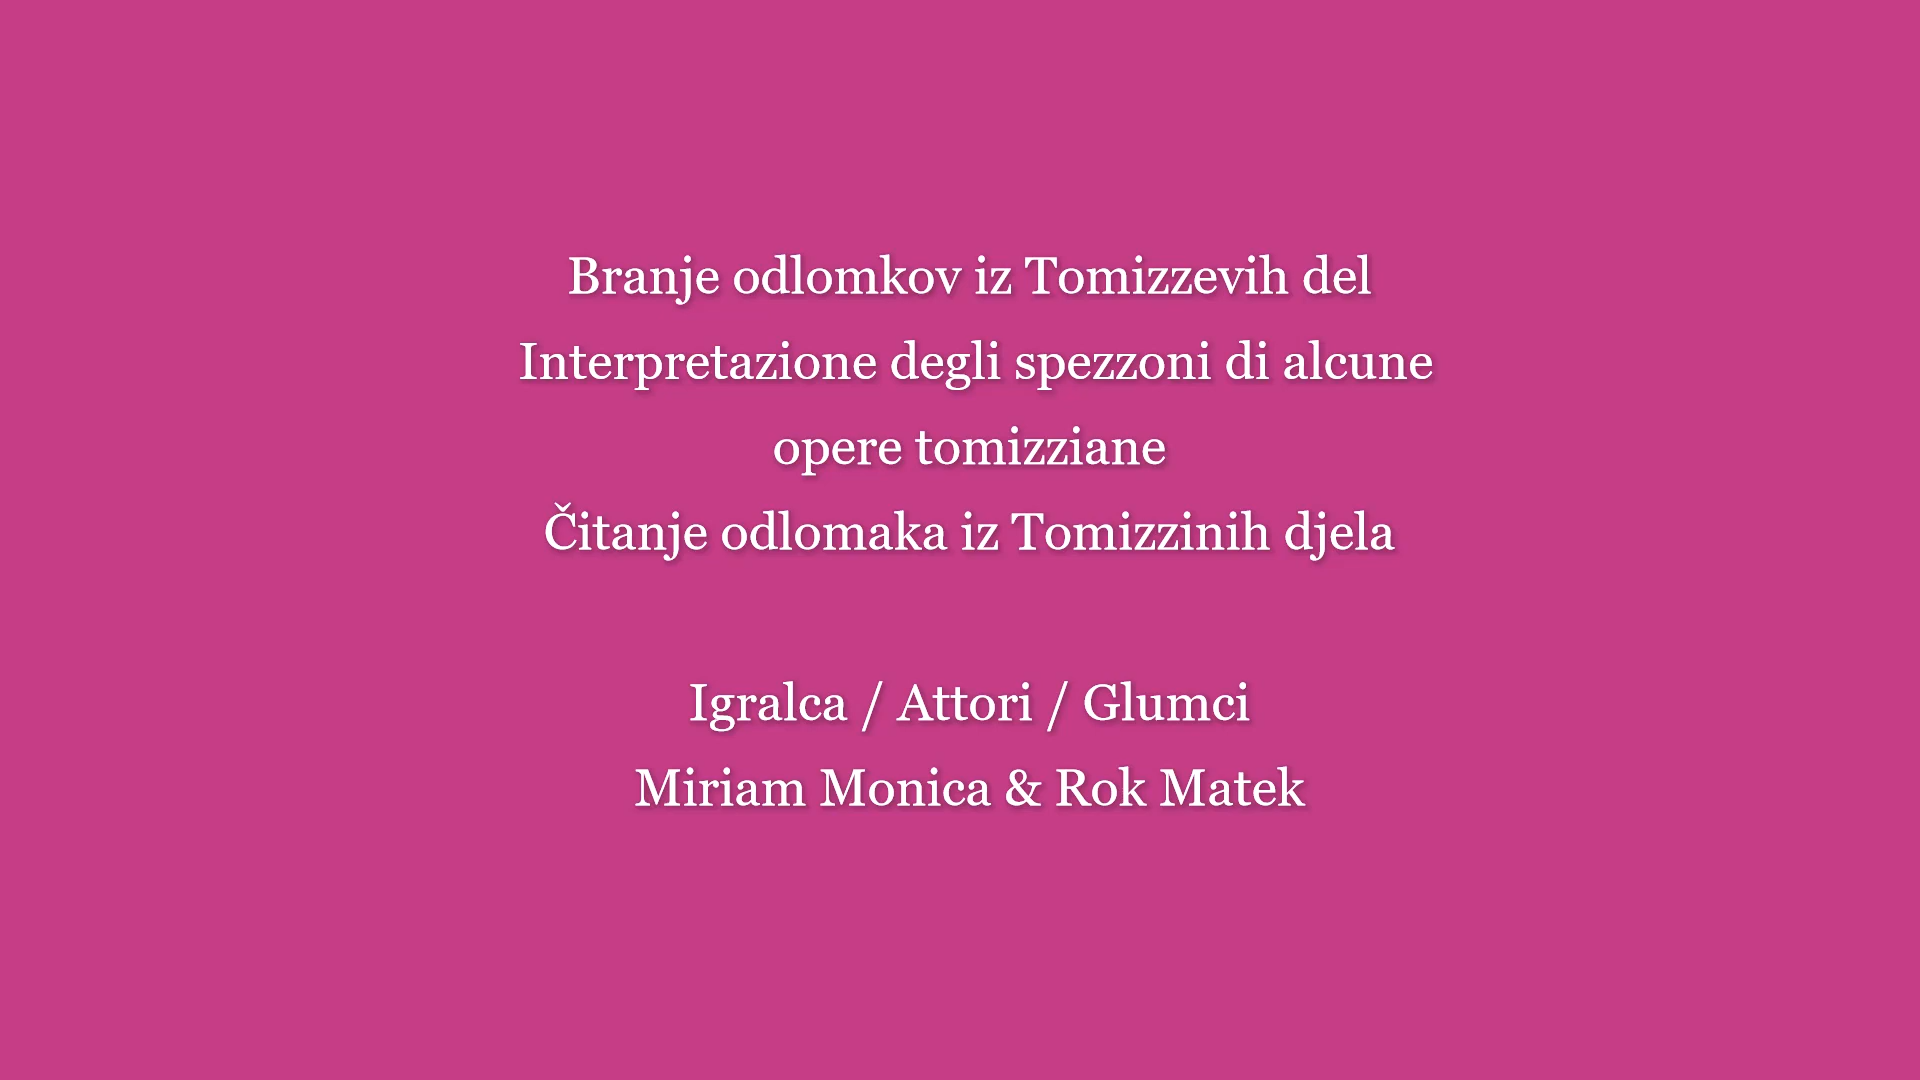 Branje odlomkov iz Tomizzevih del
Interpretazione degli spezzoni di alcune
opere tomizziane
Čitanje odlomaka iz Tomizzinih djela
Igralca / Attori / Glumci
Miriam Monica & Rok Matek